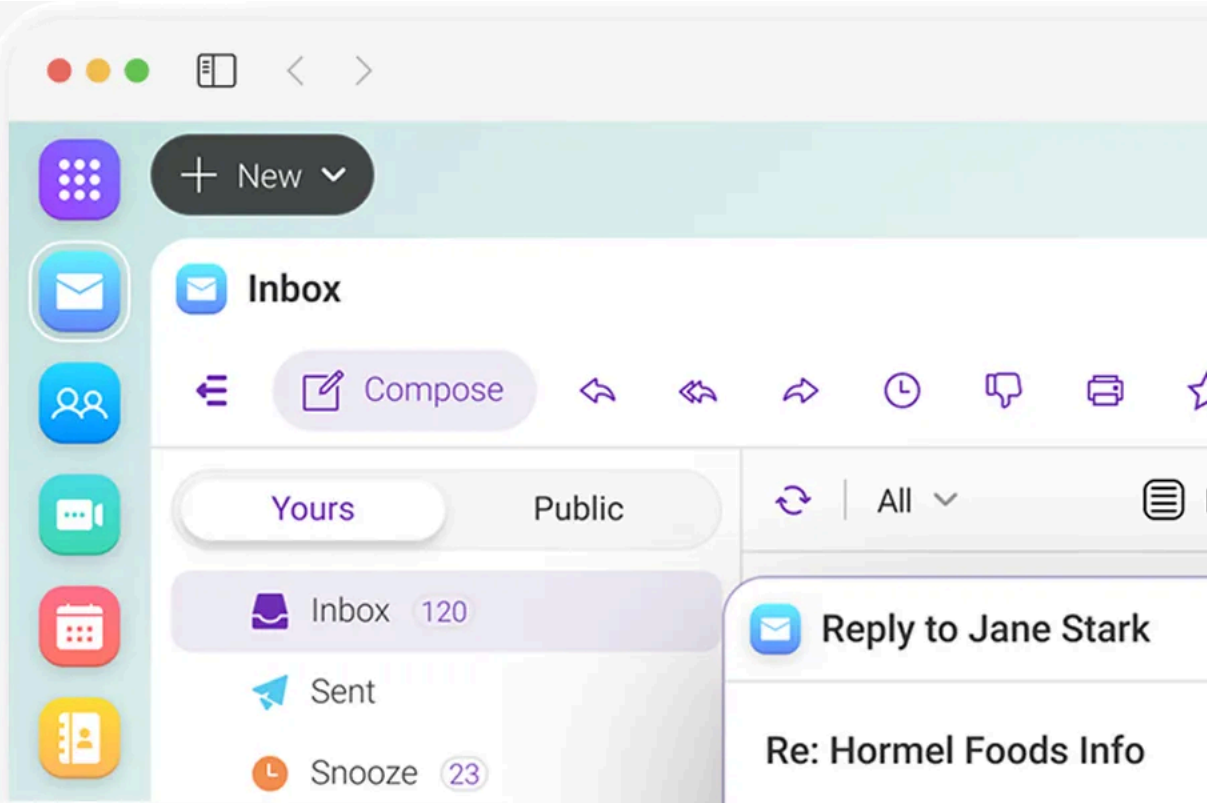 New
Inbox
Compose
Yours Public All
Inbox 120
Reply to Jane Stark
Sent
Re: Hormel Foods Info
Snooze 23